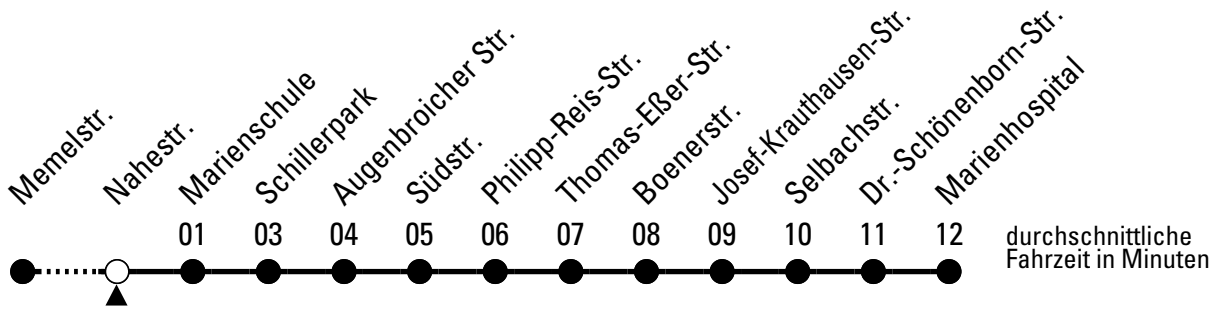 Memelstr.
Nahestr.
Marienschule
Schillerpark
Augenbroicher Str.
Südstr.
Philipp-Reis-Str.
Thomas-Eßer-Str.
Boenerstr.
Josef-Krauthausen-Str.
Selbachstr.
Dr.-Schönenborn-Str.
Marienhospital
01 03 04 05 06 07 08 09 10 11 12
durchschnittliche
Fahrzeit in Minuten